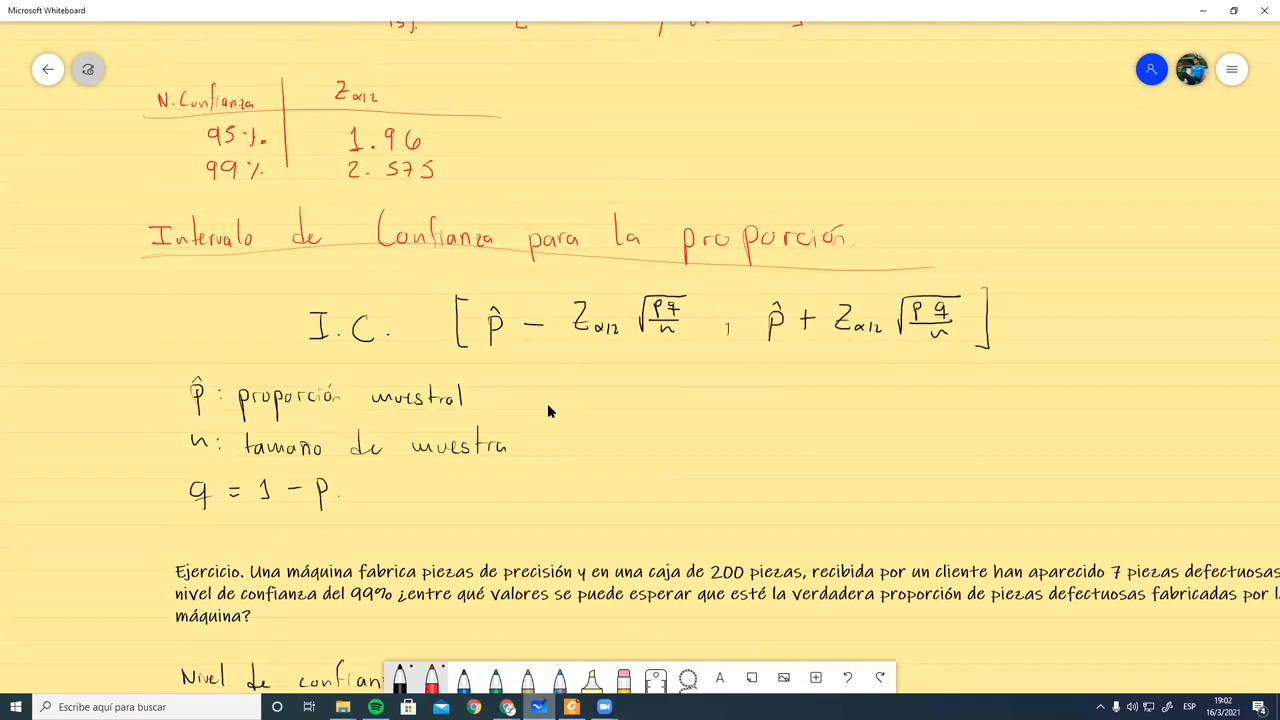 Microsoft Whiteboard
N. Confianza Zα/2
95%. 1.96
99% 2.575
Intervalo de Confianza para la proporción.
I.C. [p̂ − Zα/2 √(pq/n) , p̂ + Zα/2 √(pq/n)]
p̂: proporción muestral
n: tamaño de muestra
q = 1 − p.
Ejercicio. Una máquina fabrica piezas de precisión y en una caja de 200 piezas, recibida por un cliente han aparecido 7 piezas defectuosas
nivel de confianza del 99% ¿entre qué valores se puede esperar que esté la verdadera proporción de piezas defectuosas fabricadas por l
máquina?
Nivel de confian
Escribe aquí para buscar
ESP
19:02
16/3/2021